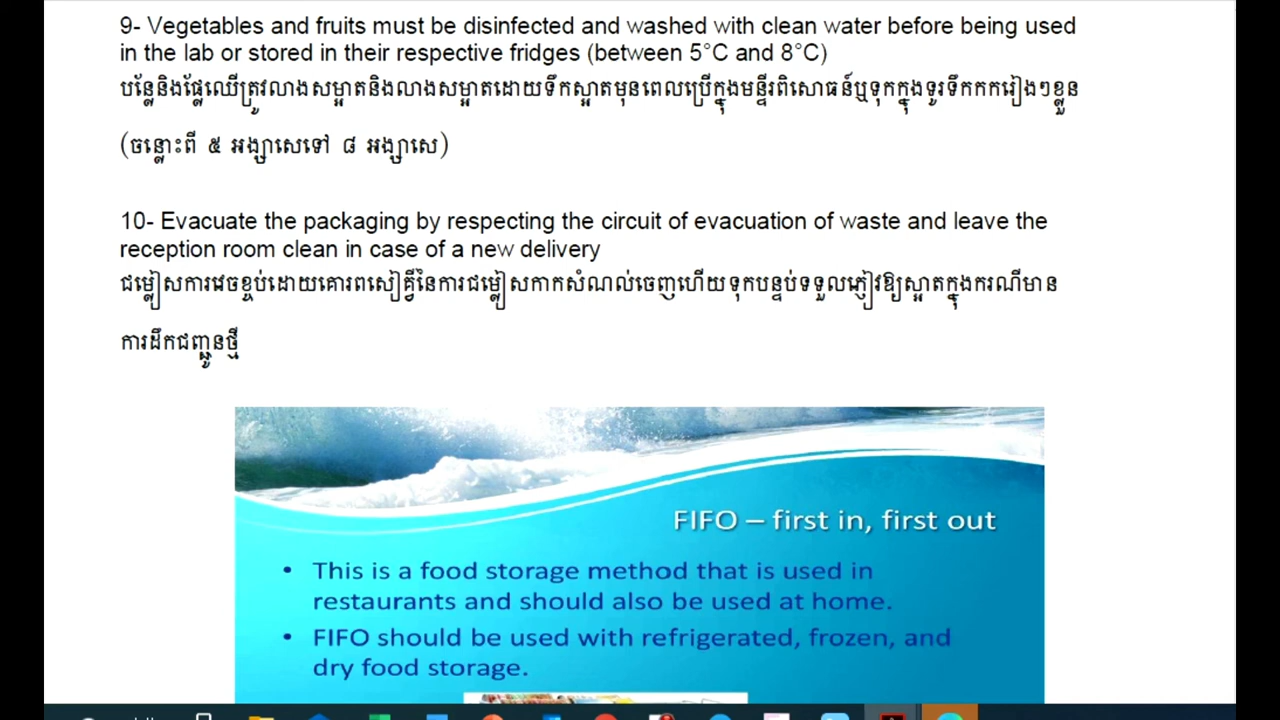 9- Vegetables and fruits must be disinfected and washed with clean water before being used
in the lab or stored in their respective fridges (between 5°C and 8°C)
បន្លែនិងផ្លែឈើត្រូវលាងសម្អាតនិងលាងសម្អាតដោយទឹកស្អាតមុនពេលប្រើក្នុងមន្ទីរពិសោធន៍ឬទុកក្នុងទូរទឹកកករៀងៗខ្លួន
(ចន្លោះពី ៥ អង្សាសេទៅ ៨ អង្សាសេ)
10- Evacuate the packaging by respecting the circuit of evacuation of waste and leave the
reception room clean in case of a new delivery
ជម្លៀសការវេចខ្ចប់ដោយគោរពសៀគ្វីនៃការជម្លៀសកាកសំណល់ចេញហើយទុកបន្ទប់ទទួលភ្ញៀវឱ្យស្អាតក្នុងករណីមាន
ការដឹកជញ្ជូនថ្មី
FIFO – first in, first out
• This is a food storage method that is used in
restaurants and should also be used at home.
• FIFO should be used with refrigerated, frozen, and
dry food storage.